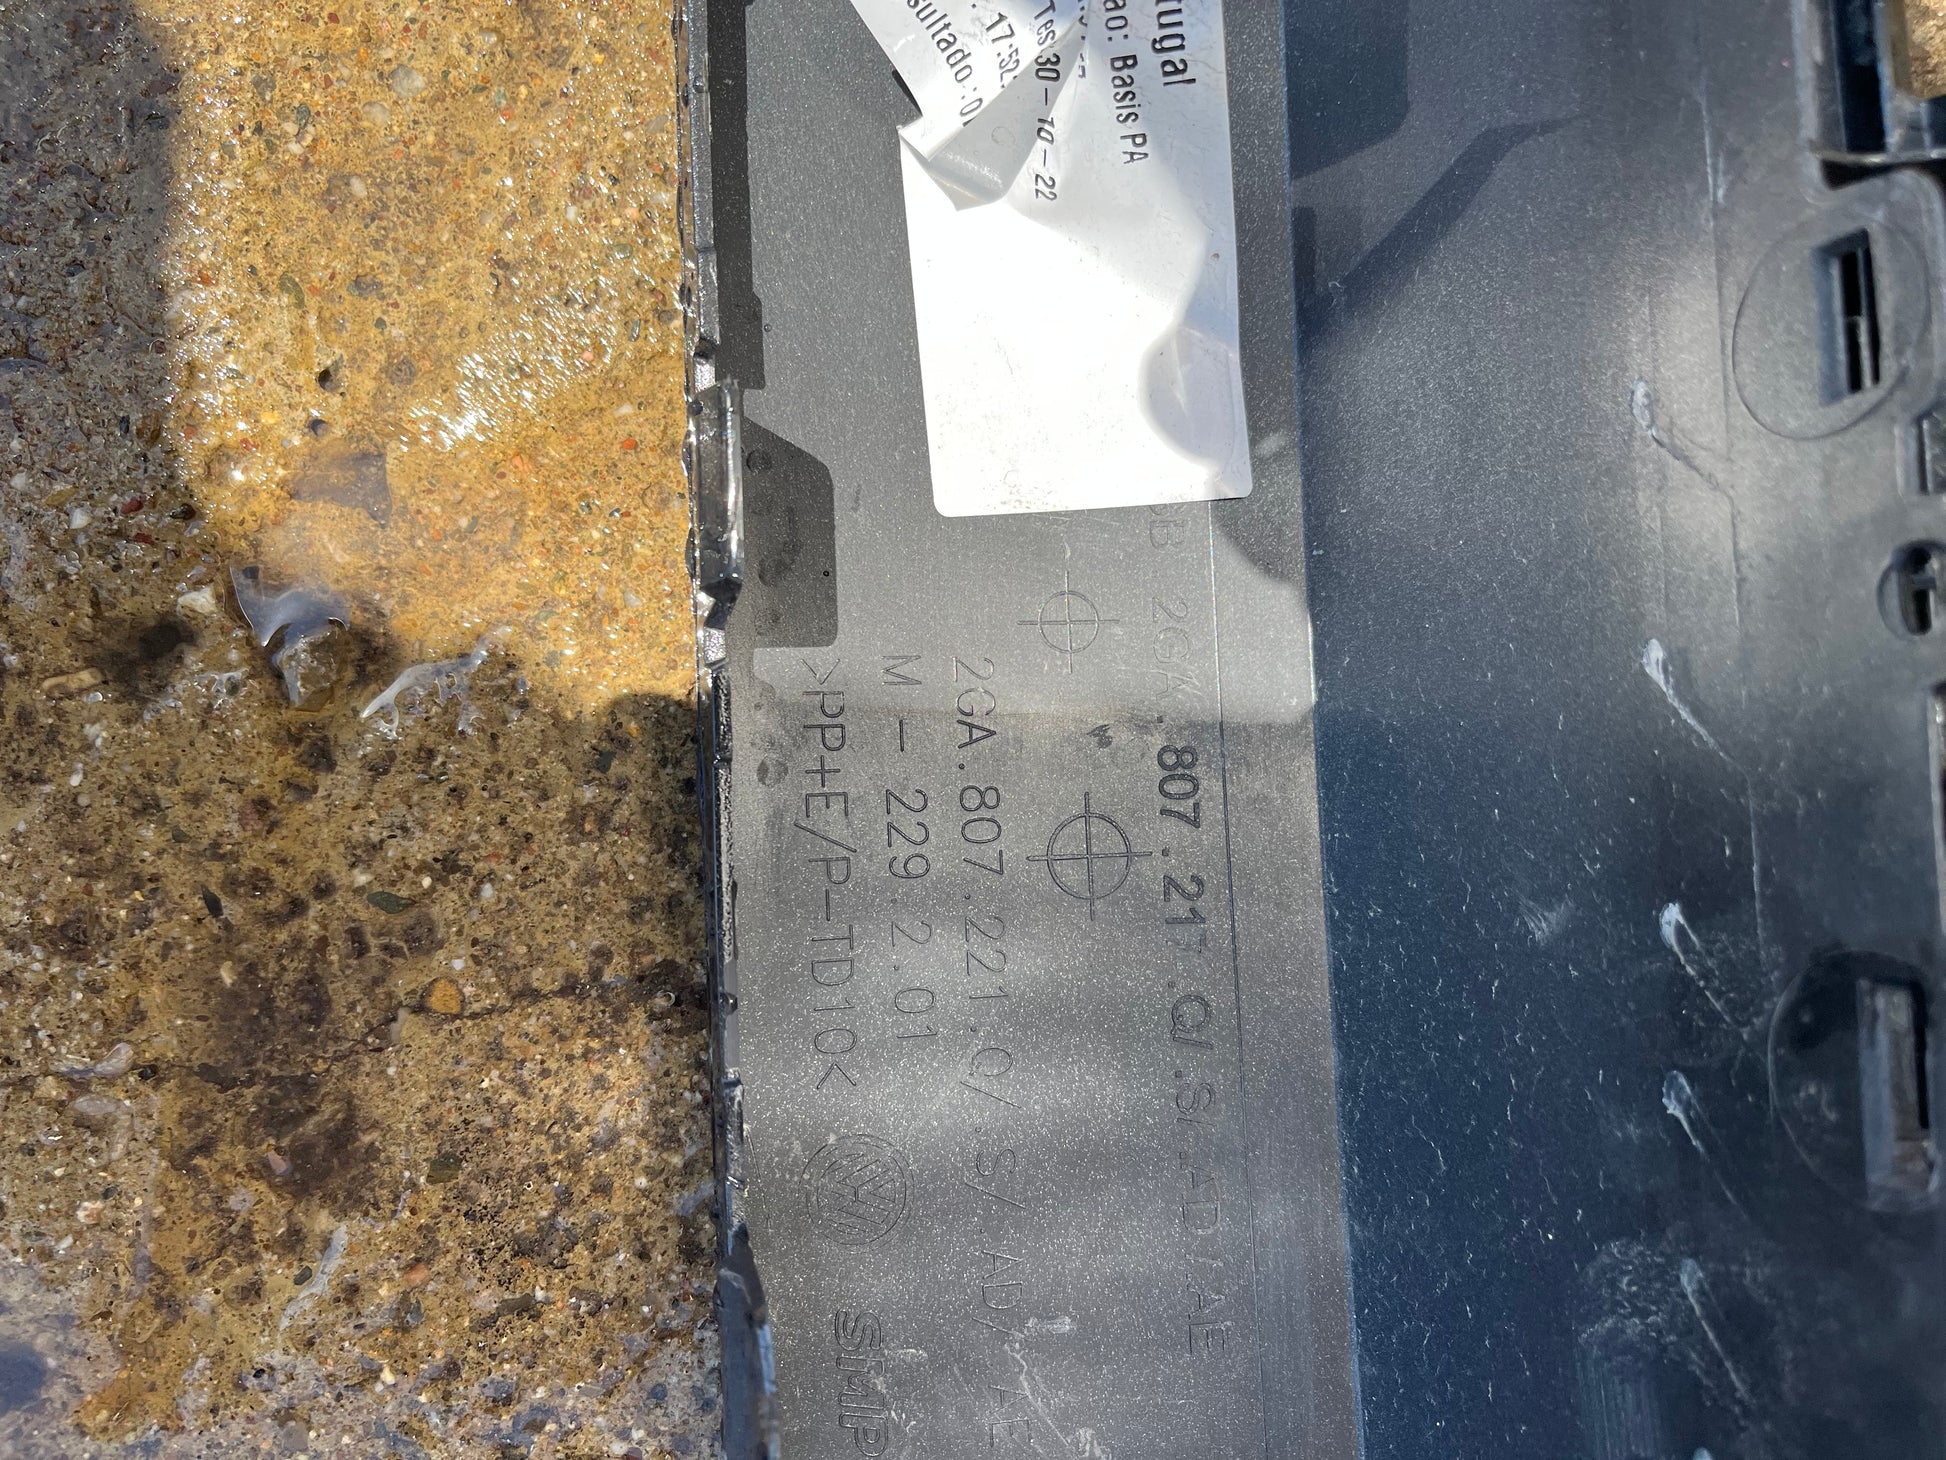 tugal
ao: Basis PA
Tes 30-10-22
17:52
sultado:
2GA.807.217.Q/.S/.AD/.AE
2GA.807.221.Q/.S/.AD/.AE
M-229.2.01
>PP+E/P-TD10<
SMP